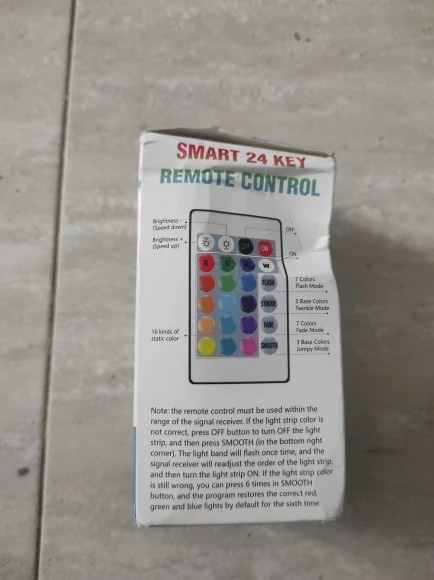 SMART 24 KEY
REMOTE CONTROL
Brightness -
(Speed down)
OFF
Brightness +
(Speed up)
ON
ON
R
G
W
FLASH
7 Colors
Flash Mode
STROBE
3 Base Colors
Twinkle Mode
FADE
7 Colors
Fade Mode
16 kinds of
static color
SMOOTH
3 Base Colors
Jumpy Mode
Note: the remote control must be used within the
range of the signal receiver. If the light strip color is
not correct, press OFF button to turn OFF the light
strip, and then press SMOOTH (in the bottom right
corner). The light band will flash once time, and the
signal receiver will readjust the order of the light strip,
and then turn the light strip ON. If the light strip color
is still wrong, you can press 6 times in SMOOTH
button, and the program restores the correct red,
green and blue lights by default for the sixth time.